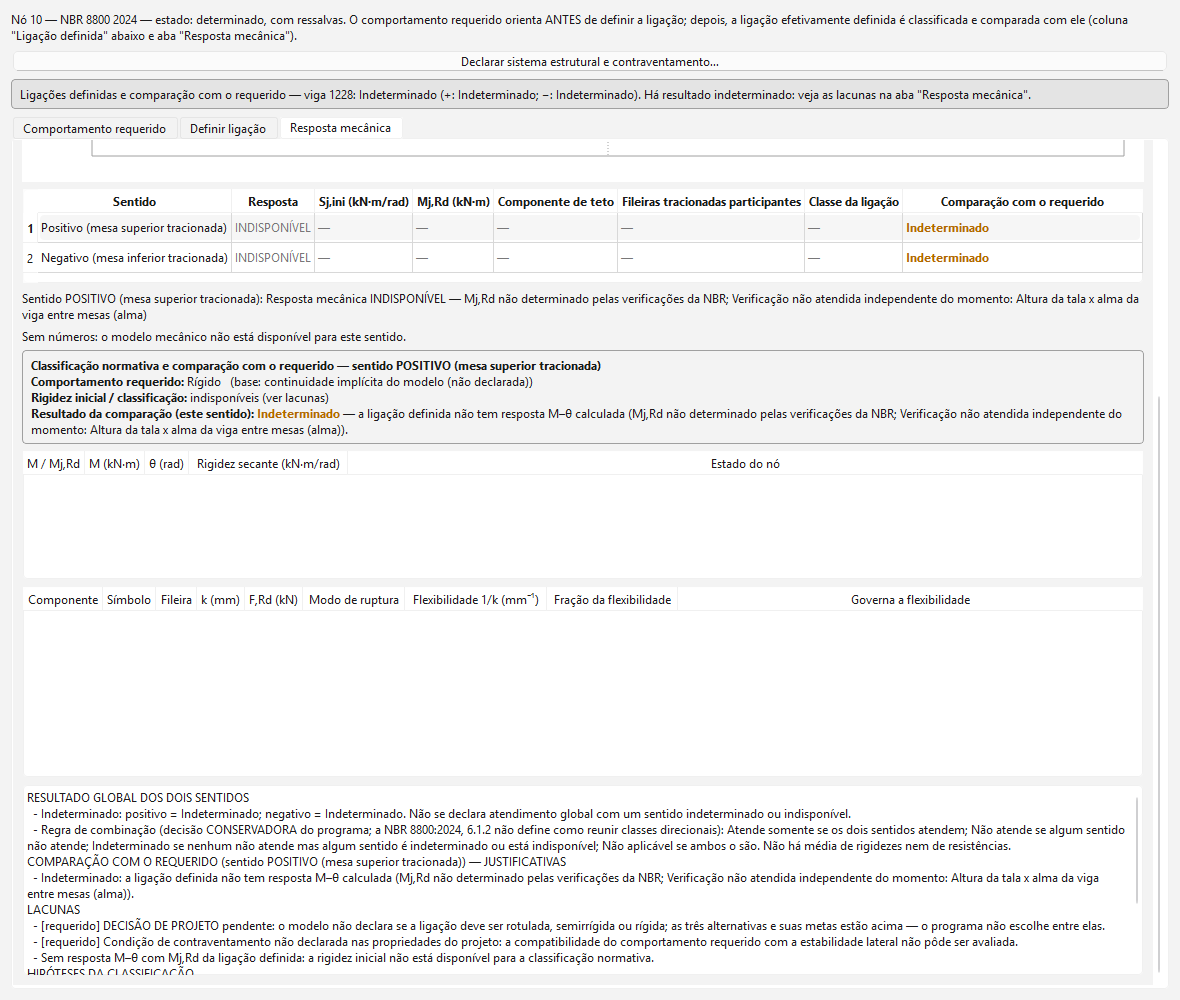 Nó 10 — NBR 8800 2024 — estado: determinado, com ressalvas. O comportamento requerido orienta ANTES de definir a ligação; depois, a ligação efetivamente definida é classificada e comparada com ele (coluna
"Ligação definida" abaixo e aba "Resposta mecânica").
Declarar sistema estrutural e contraventamento...
Ligações definidas e comparação com o requerido — viga 1228: Indeterminado (+: Indeterminado; −: Indeterminado). Há resultado indeterminado: veja as lacunas na aba "Resposta mecânica".
Comportamento requerido Definir ligação Resposta mecânica
Sentido Resposta Sj,ini (kN·m/rad) Mj,Rd (kN·m) Componente de teto Fileiras tracionadas participantes Classe da ligação Comparação com o requerido
1 Positivo (mesa superior tracionada) INDISPONÍVEL — — — — — Indeterminado
2 Negativo (mesa inferior tracionada) INDISPONÍVEL — — — — — Indeterminado
Sentido POSITIVO (mesa superior tracionada): Resposta mecânica INDISPONÍVEL — Mj,Rd não determinado pelas verificações da NBR; Verificação não atendida independente do momento: Altura da tala x alma da
viga entre mesas (alma)
Sem números: o modelo mecânico não está disponível para este sentido.
Classificação normativa e comparação com o requerido — sentido POSITIVO (mesa superior tracionada)
Comportamento requerido: Rígido (base: continuidade implícita do modelo (não declarada))
Rigidez inicial / classificação: indisponíveis (ver lacunas)
Resultado da comparação (este sentido): Indeterminado — a ligação definida não tem resposta M–θ calculada (Mj,Rd não determinado pelas verificações da NBR; Verificação não atendida independente do
momento: Altura da tala x alma da viga entre mesas (alma)).
M / Mj,Rd M (kN·m) θ (rad) Rigidez secante (kN·m/rad) Estado do nó
Componente Símbolo Fileira k (mm) F,Rd (kN) Modo de ruptura Flexibilidade 1/k (mm⁻¹) Fração da flexibilidade Governa a flexibilidade
RESULTADO GLOBAL DOS DOIS SENTIDOS
- Indeterminado: positivo = Indeterminado; negativo = Indeterminado. Não se declara atendimento global com um sentido indeterminado ou indisponível.
- Regra de combinação (decisão CONSERVADORA do programa; a NBR 8800:2024, 6.1.2 não define como reunir classes direcionais): Atende somente se os dois sentidos atendem; Não atende se algum sentido
não atende; Indeterminado se nenhum não atende mas algum sentido é indeterminado ou está indisponível; Não aplicável se ambos o são. Não há média de rigidezes nem de resistências.
COMPARAÇÃO COM O REQUERIDO (sentido POSITIVO (mesa superior tracionada)) — JUSTIFICATIVAS
- Indeterminado: a ligação definida não tem resposta M–θ calculada (Mj,Rd não determinado pelas verificações da NBR; Verificação não atendida independente do momento: Altura da tala x alma da viga
entre mesas (alma)).
LACUNAS
- [requerido] DECISÃO DE PROJETO pendente: o modelo não declara se a ligação deve ser rotulada, semirrígida ou rígida; as três alternativas e suas metas estão acima — o programa não escolhe entre elas.
- [requerido] Condição de contraventamento não declarada nas propriedades do projeto: a compatibilidade do comportamento requerido com a estabilidade lateral não pôde ser avaliada.
- Sem resposta M–θ com Mj,Rd da ligação definida: a rigidez inicial não está disponível para a classificação normativa.
HIPÓTESES DA CLASSIFICAÇÃO